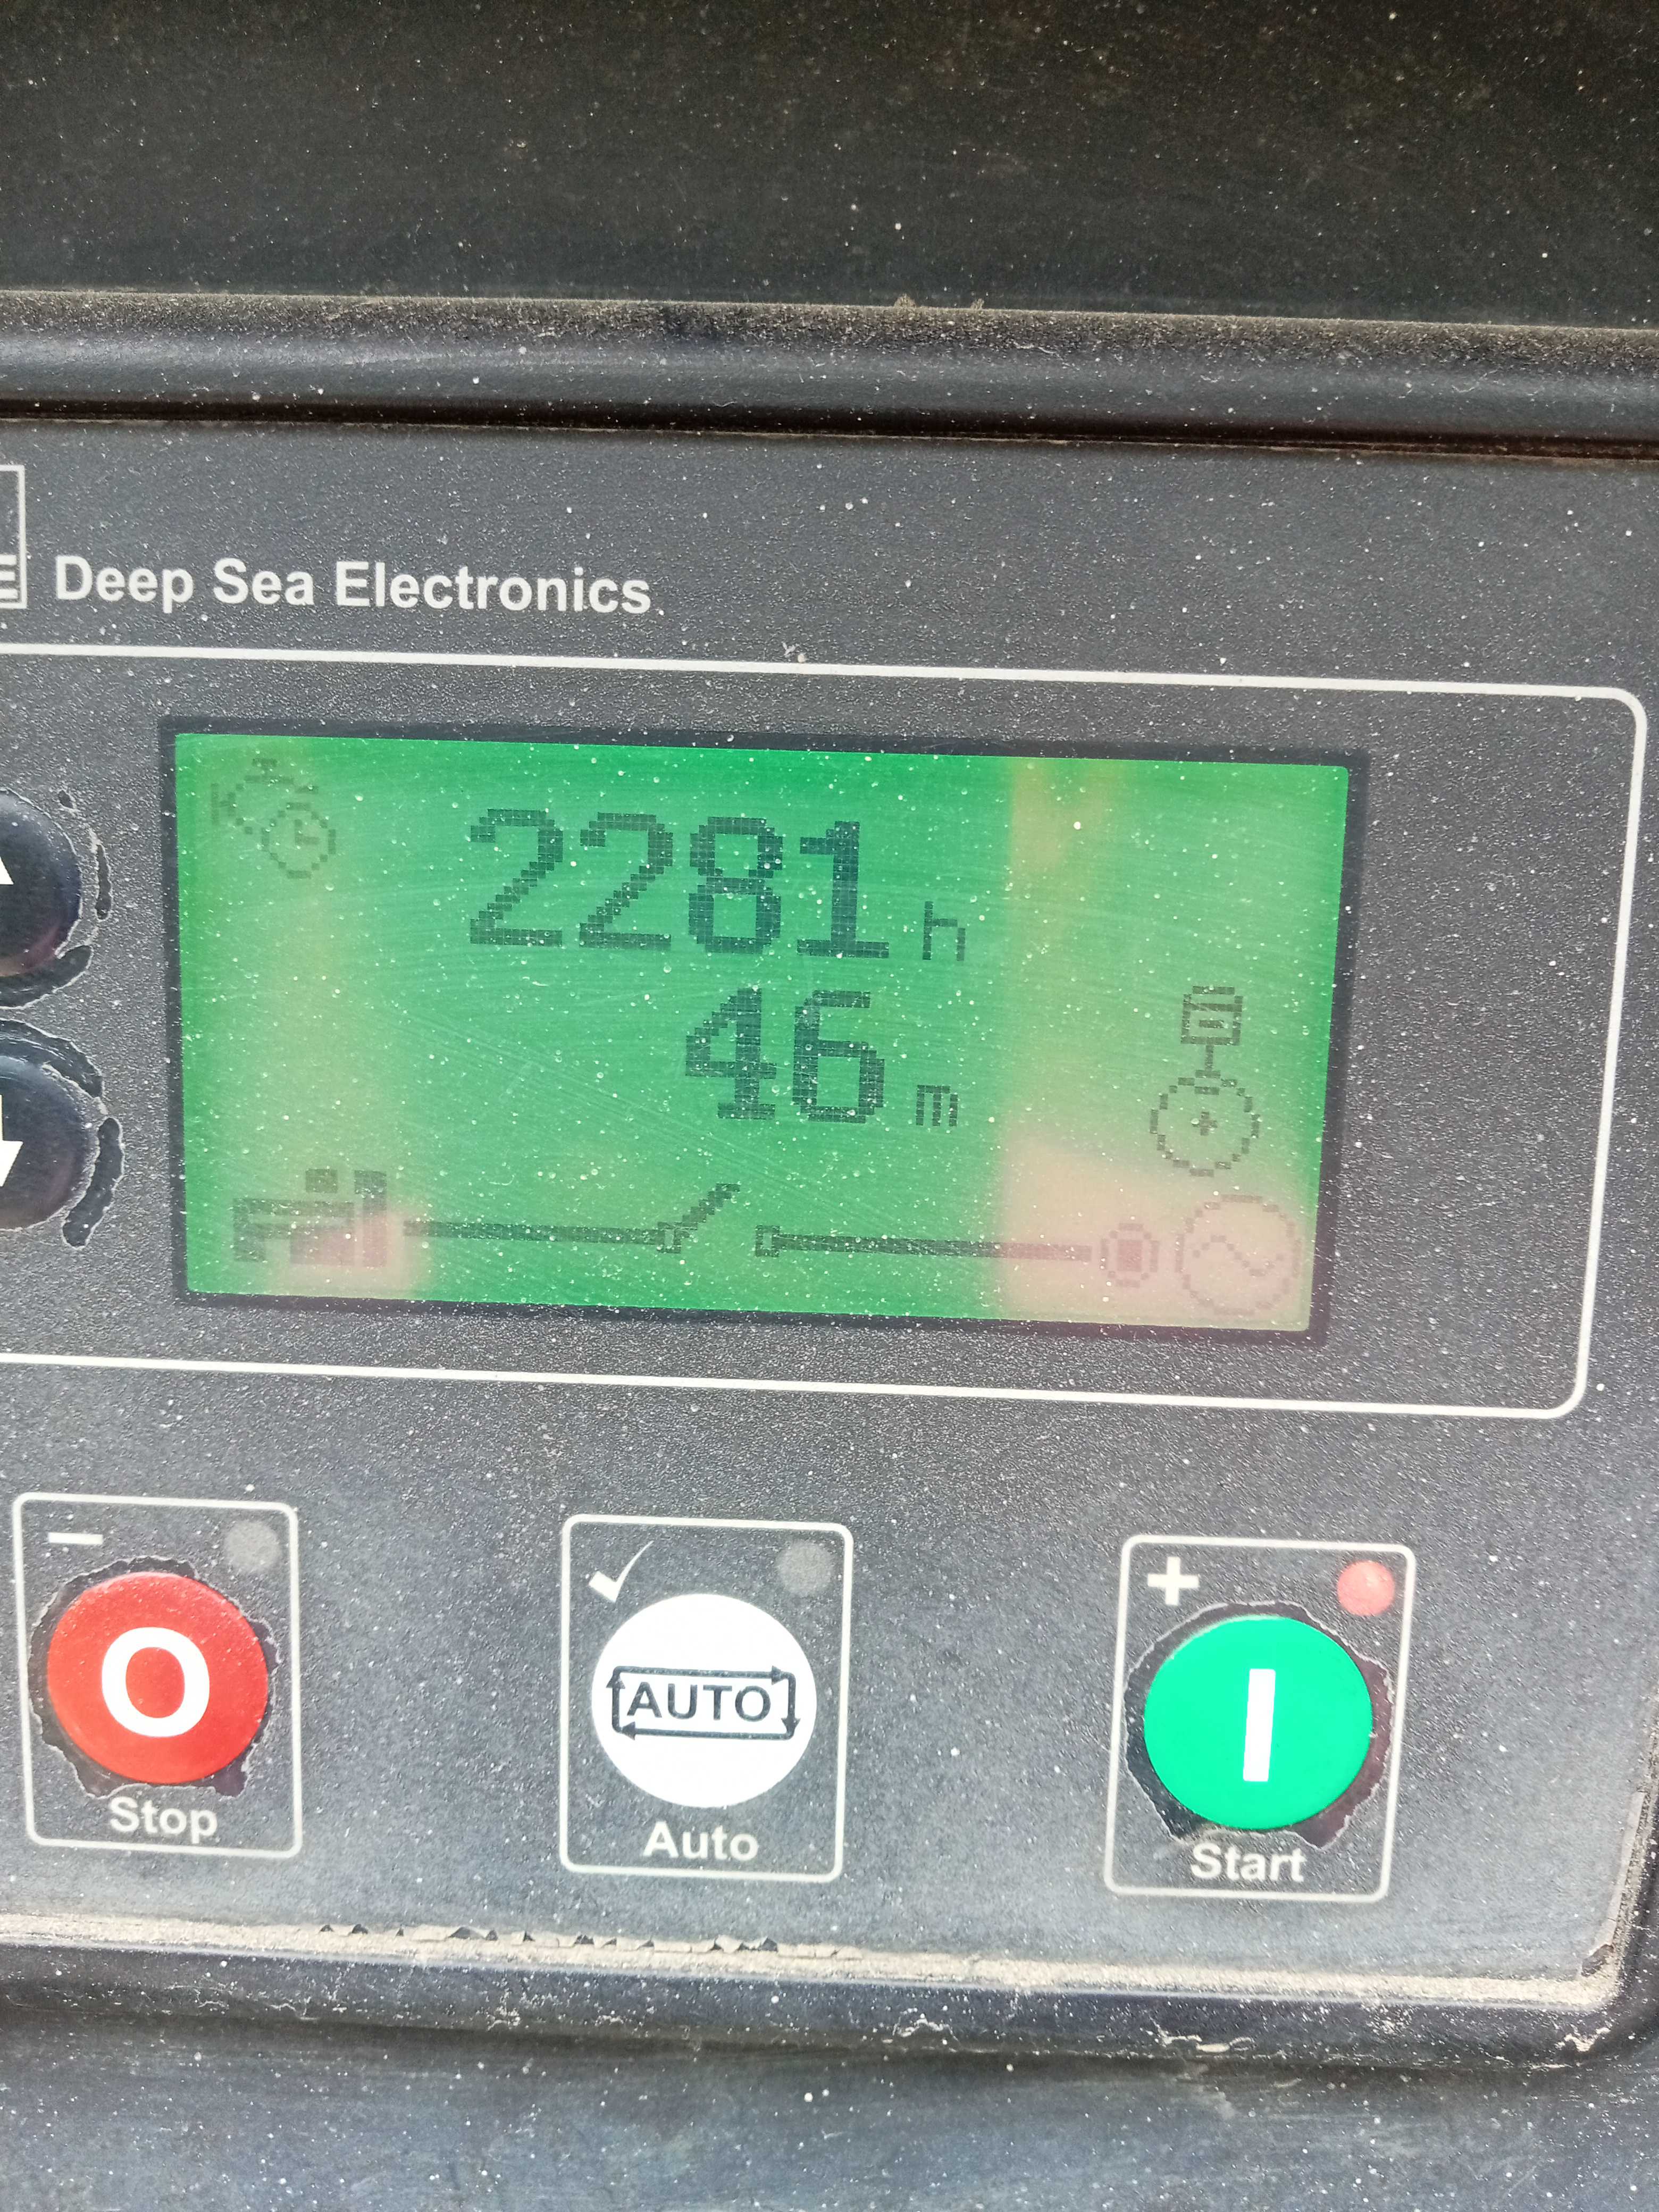 E Deep Sea Electronics
2281 h
46 m
– ✓ +
O AUTO I
Stop Auto Start